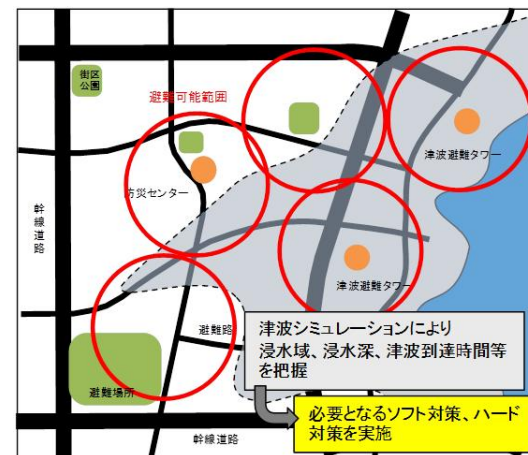 街区
公園
避難可能範囲
津波避難タワー
防災センター
幹線道路
津波避難タワー
避難路
避難場所
津波シミュレーションにより
浸水域、浸水深、津波到達時間等
を把握
必要となるソフト対策、ハード
対策を実施
幹線道路